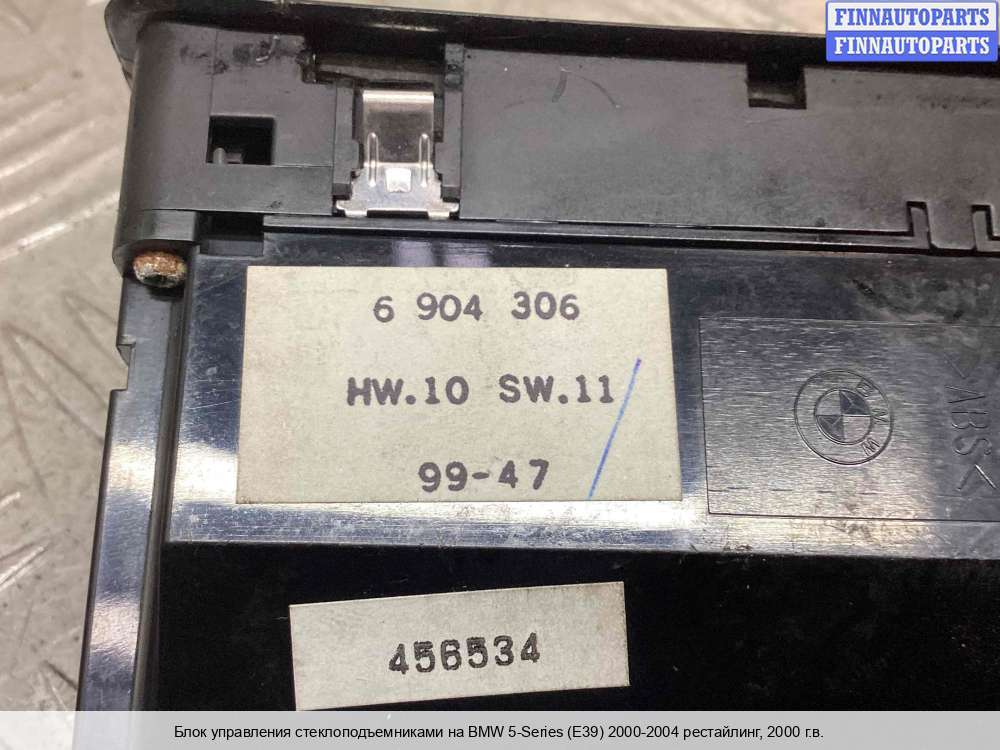 FINNAUTOPARTS
FINNAUTOPARTS
6 904 306
HW.10 SW.11
99-47
BMW
>ABS<
456534
Блок управления стеклоподъемниками на BMW 5-Series (E39) 2000-2004 рестайлинг, 2000 г.в.